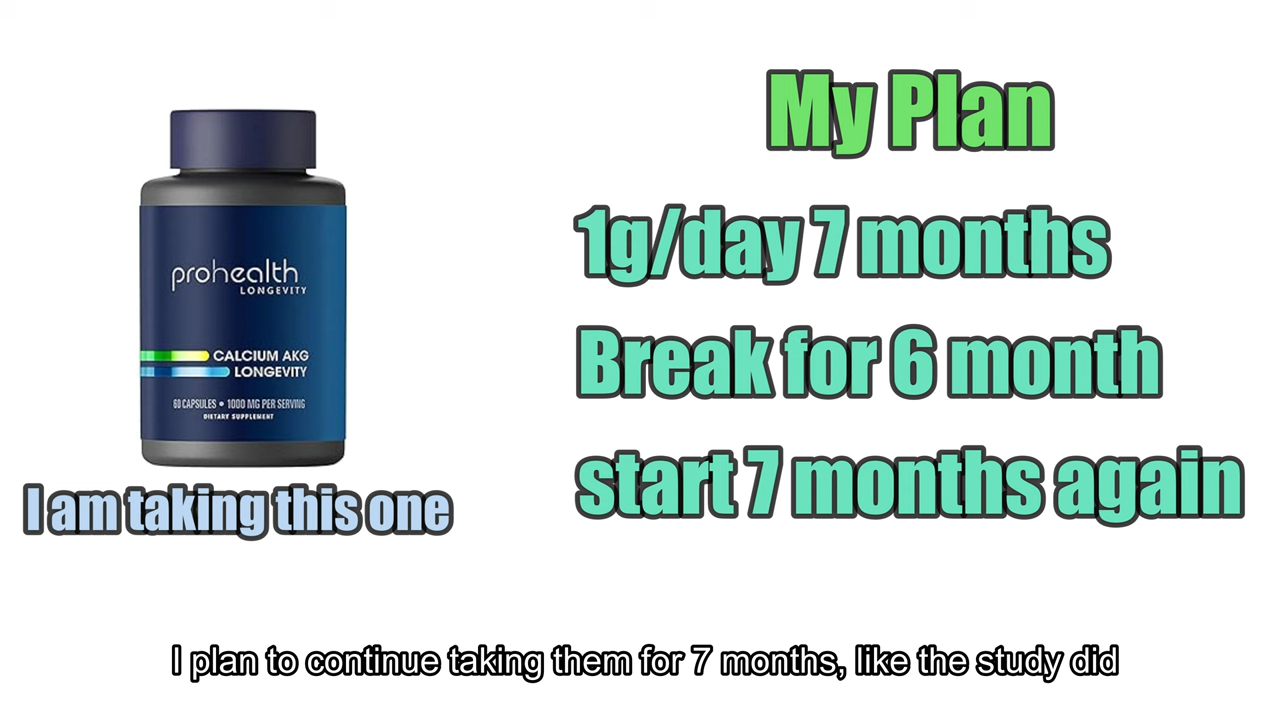 My Plan
1g/day 7 months
Break for 6 month
start 7 months again
prohealth
LONGEVITY
CALCIUM AKG
LONGEVITY
60 CAPSULES • 1000 MG PER SERVING
DIETARY SUPPLEMENT
I am taking this one
I plan to continue taking them for 7 months, like the study did